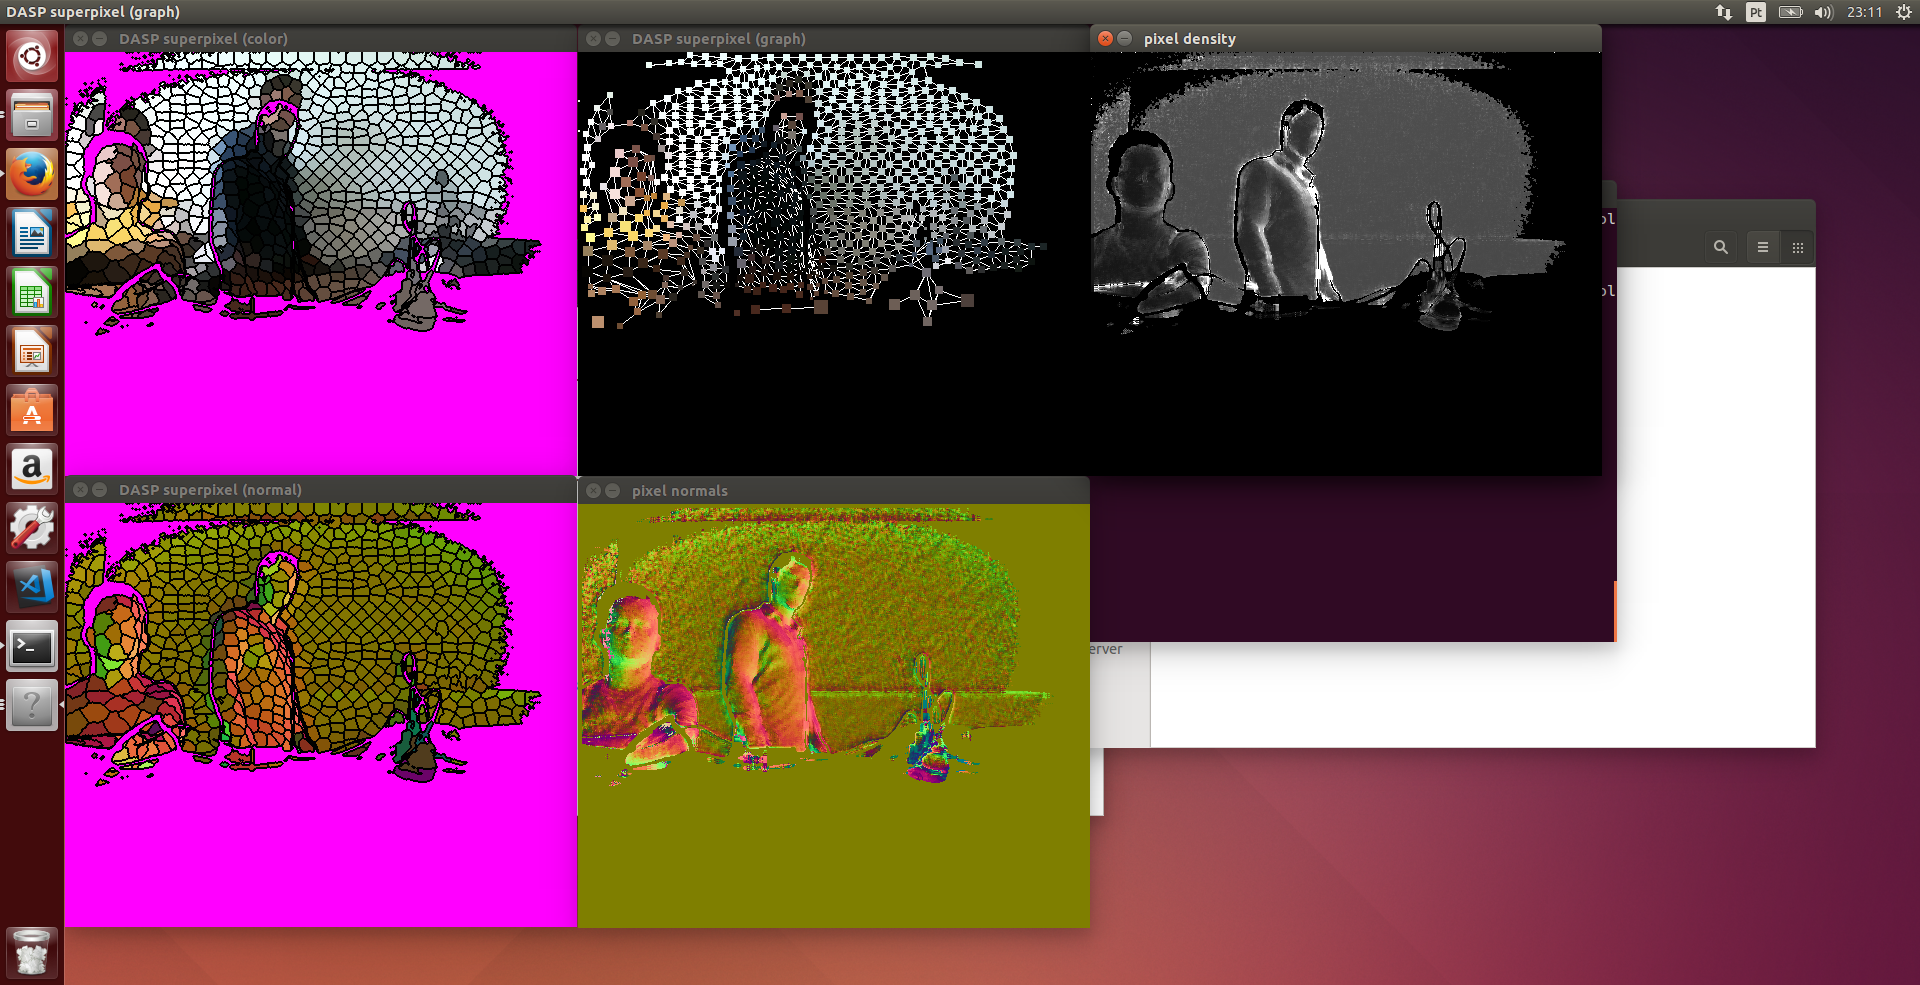 DASP superpixel (graph)
Pt
23:11
DASP superpixel (color)
DASP superpixel (graph)
pixel density
ol
ol
DASP superpixel (normal)
pixel normals
erver